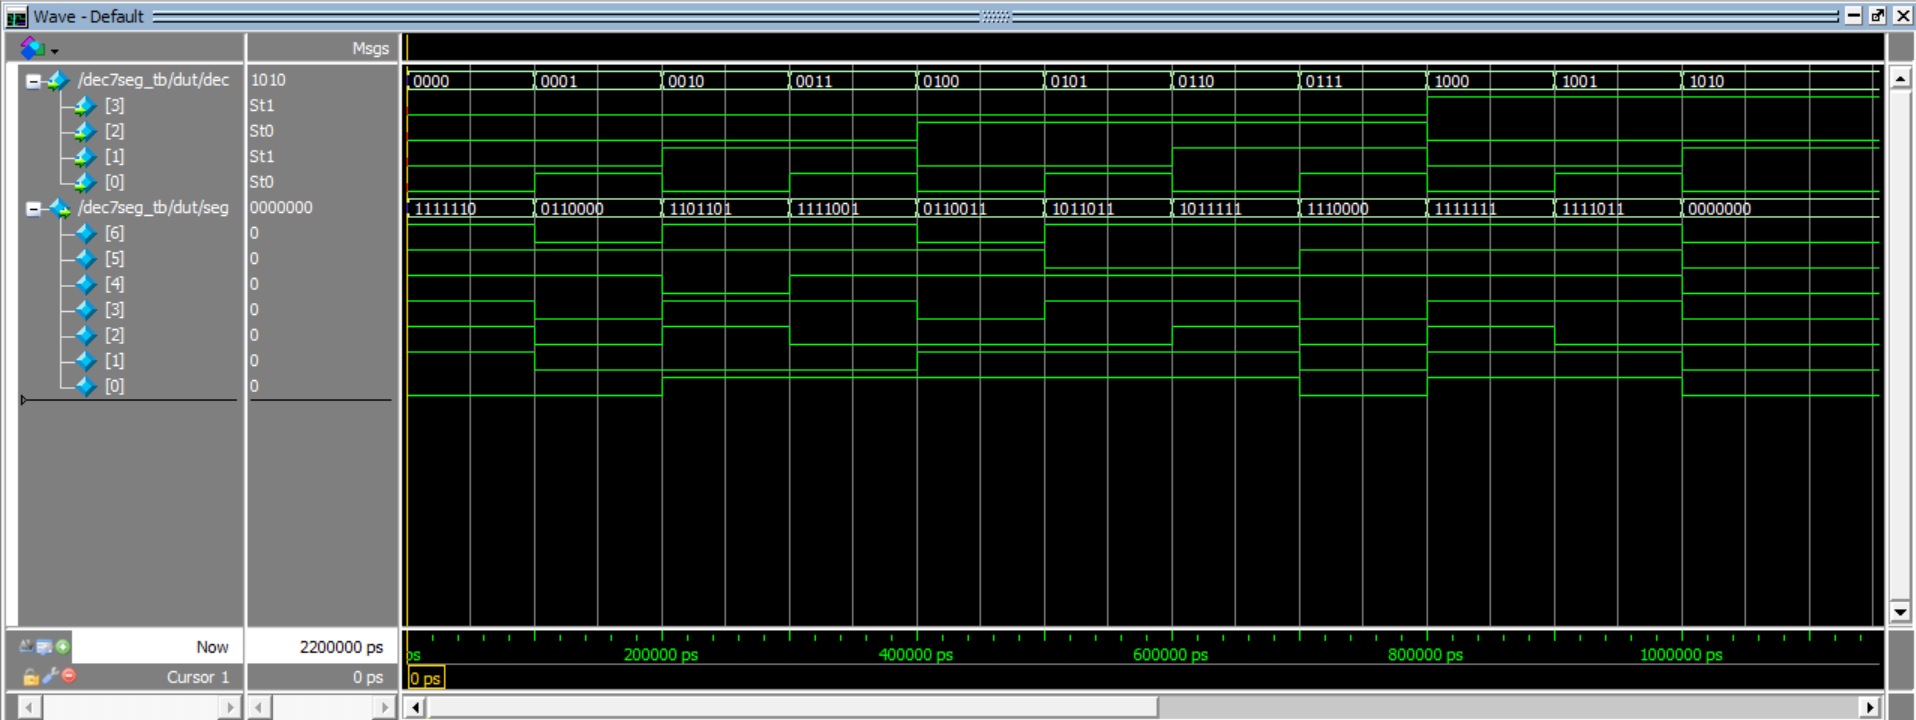 Wave - Default
Msgs
/dec7seg_tb/dut/dec 1010 0000 0001 0010 0011 0100 0101 0110 0111 1000 1001 1010
[3] St1
[2] St0
[1] St1
[0] St0
/dec7seg_tb/dut/seg 0000000 1111110 0110000 1101101 1111001 0110011 1011011 1011111 1110000 1111111 1111011 0000000
[6] 0
[5] 0
[4] 0
[3] 0
[2] 0
[1] 0
[0] 0
Now 2200000 ps ps 200000 ps 400000 ps 600000 ps 800000 ps 1000000 ps
Cursor 1 0 ps 0 ps